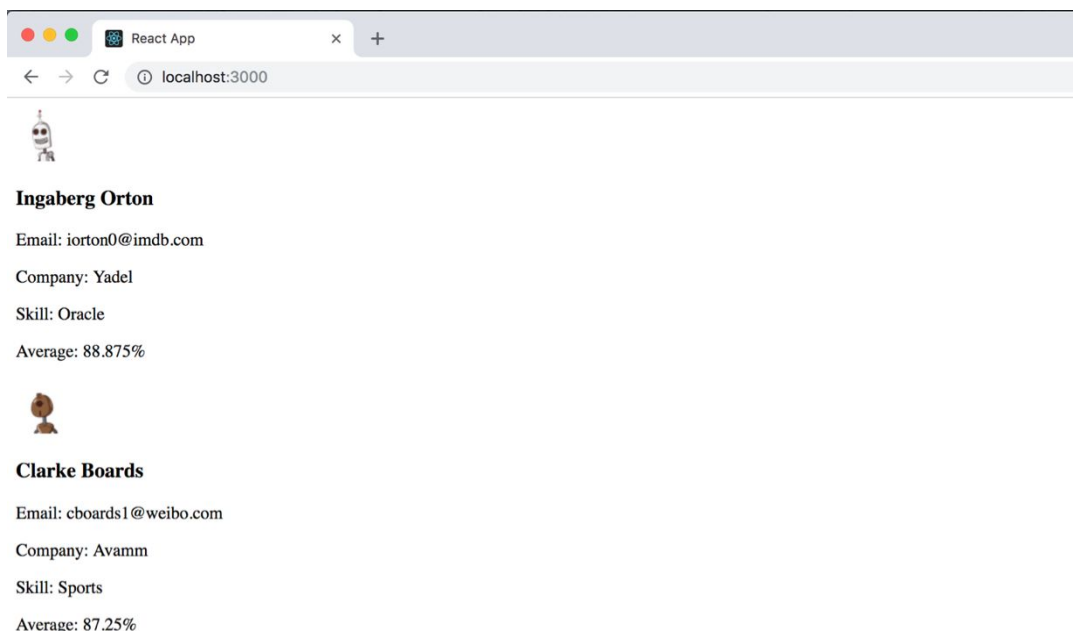 React App
localhost:3000
Ingaberg Orton
Email: iorton0@imdb.com
Company: Yadel
Skill: Oracle
Average: 88.875%
Clarke Boards
Email: cboards1@weibo.com
Company: Avamm
Skill: Sports
Average: 87.25%